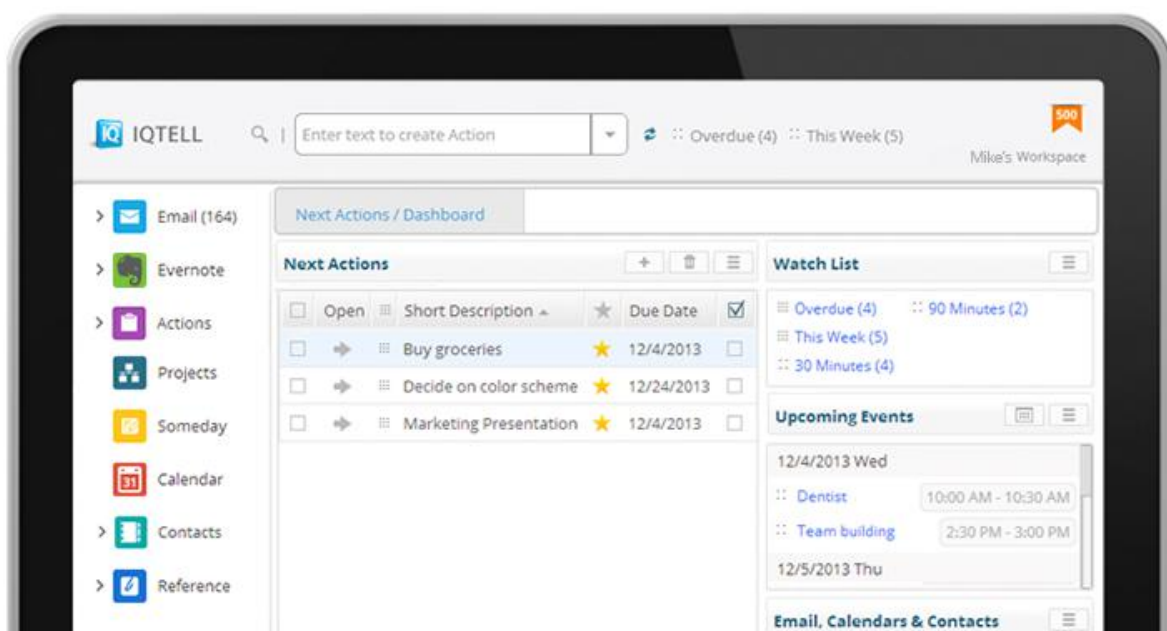 500
IQ IQTELL
Enter text to create Action
Overdue (4) This Week (5)
Mike's Workspace
Email (164)
Evernote
Actions
Projects
Someday
31 Calendar
Contacts
Reference
Next Actions / Dashboard
Next Actions
Open Short Description Due Date
Buy groceries 12/4/2013
Decide on color scheme 12/24/2013
Marketing Presentation 12/4/2013
Watch List
Overdue (4) 90 Minutes (2)
This Week (5)
30 Minutes (4)
Upcoming Events
12/4/2013 Wed
Dentist 10:00 AM - 10:30 AM
Team building 2:30 PM - 3:00 PM
12/5/2013 Thu
Email, Calendars & Contacts